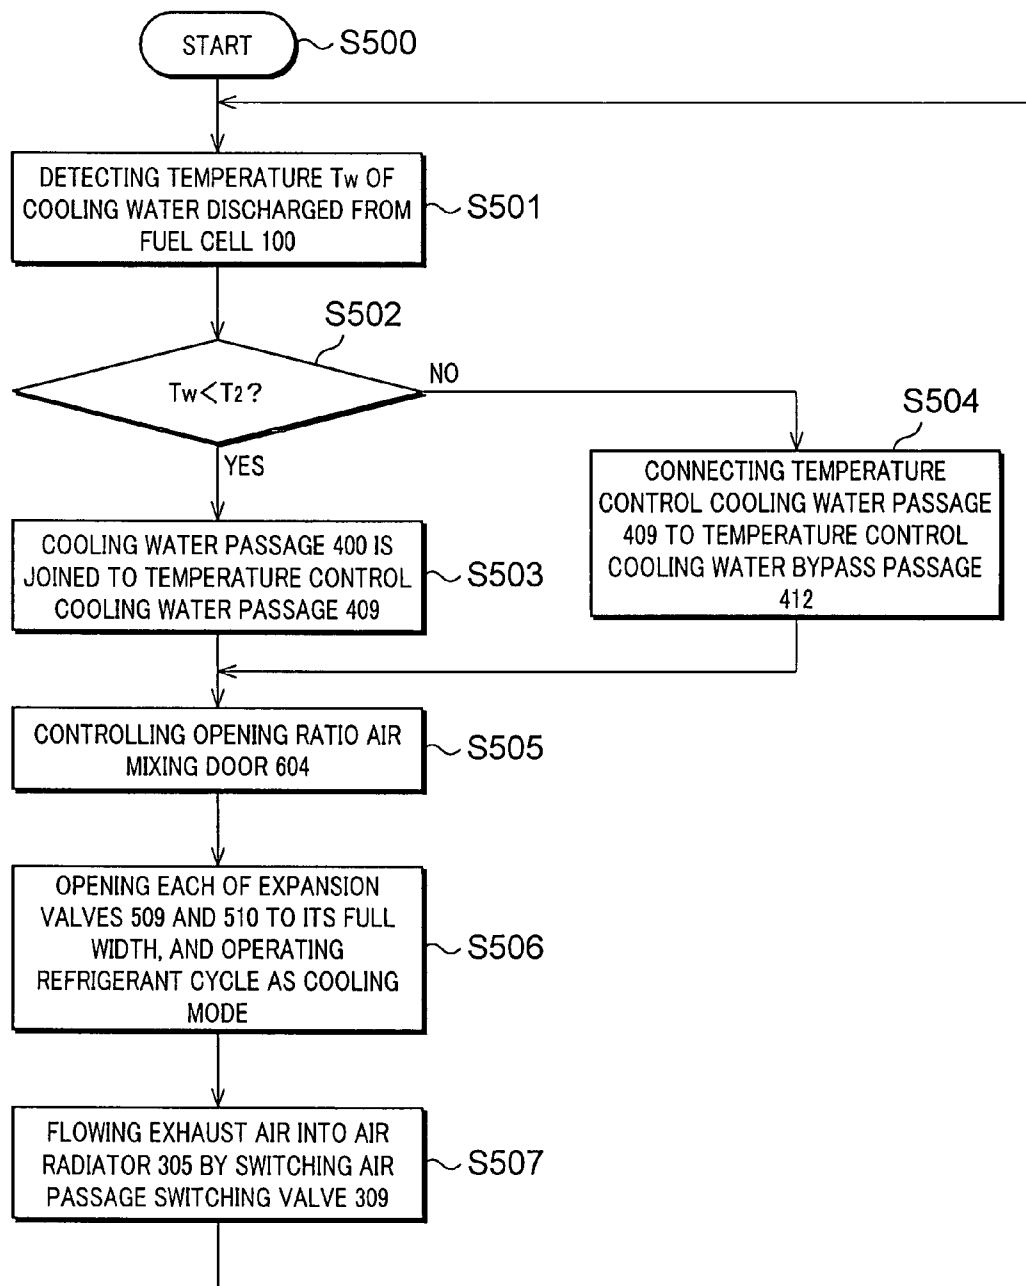 START
S500
DETECTING TEMPERATURE Tw OF
COOLING WATER DISCHARGED FROM
FUEL CELL 100
S501
S502
Tw<T2?
NO
YES
S504
CONNECTING TEMPERATURE
CONTROL COOLING WATER PASSAGE
409 TO TEMPERATURE CONTROL
COOLING WATER BYPASS PASSAGE
412
COOLING WATER PASSAGE 400 IS
JOINED TO TEMPERATURE CONTROL
COOLING WATER PASSAGE 409
S503
CONTROLLING OPENING RATIO AIR
MIXING DOOR 604
S505
OPENING EACH OF EXPANSION
VALVES 509 AND 510 TO ITS FULL
WIDTH, AND OPERATING
REFRIGERANT CYCLE AS COOLING
MODE
S506
FLOWING EXHAUST AIR INTO AIR
RADIATOR 305 BY SWITCHING AIR
PASSAGE SWITCHING VALVE 309
S507